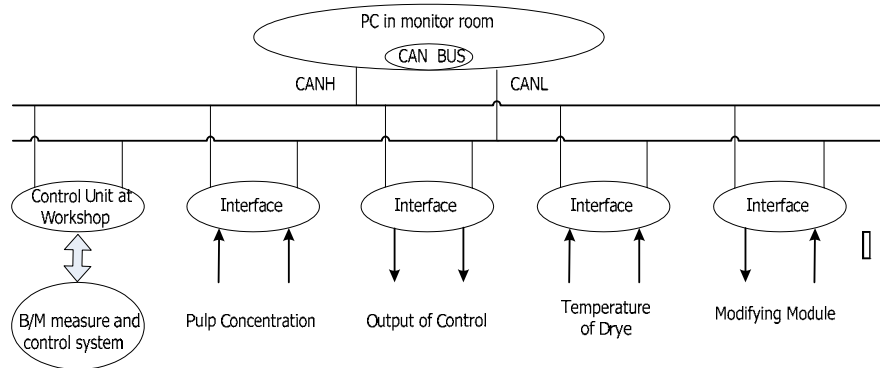 PC in monitor room
CAN BUS
CANH
CANL
Control Unit at
Workshop
Interface
Interface
Interface
Interface
B/M measure and
control system
Pulp Concentration
Output of Control
Temperature
of Drye
Modifying Module